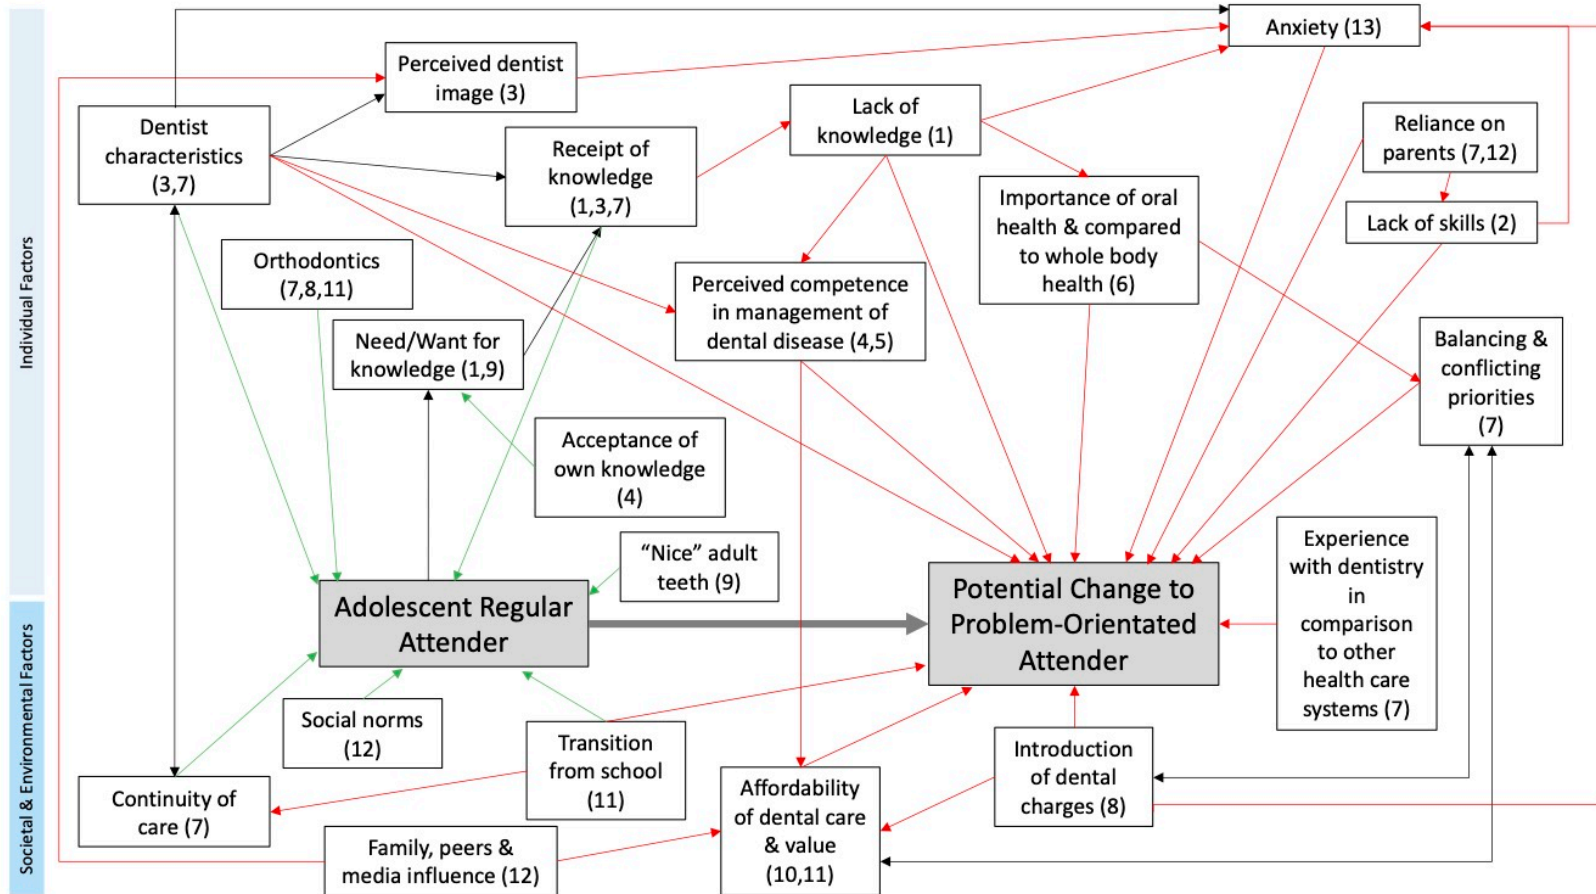 Individual Factors
Societal & Environmental Factors
Anxiety (13)
Perceived dentist
image (3)
Dentist
characteristics
(3,7)
Receipt of
knowledge
(1,3,7)
Lack of
knowledge (1)
Reliance on
parents (7,12)
Importance of oral
health & compared
to whole body
health (6)
Lack of skills (2)
Orthodontics
(7,8,11)
Perceived competence
in management of
dental disease (4,5)
Need/Want for
knowledge (1,9)
Balancing &
conflicting
priorities
(7)
Acceptance of
own knowledge
(4)
"Nice" adult
teeth (9)
Experience
with dentistry
in
comparison
to other
health care
systems (7)
Adolescent Regular
Attender
Potential Change to
Problem-Orientated
Attender
Social norms
(12)
Transition
from school
(11)
Introduction
of dental
charges (8)
Continuity of
care (7)
Affordability
of dental care
& value
(10,11)
Family, peers &
media influence (12)